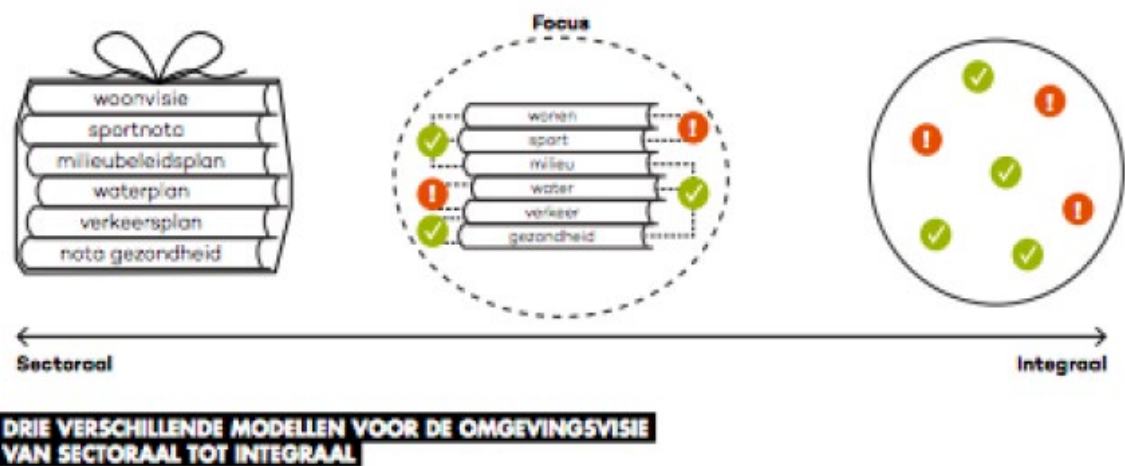 Focus
woonvisie
sportnota
milieubeleidsplan
waterplan
verkeersplan
nota gezondheid
wonen
sport
milieu
water
verkeer
gezondheid
Sectoraal
Integraal
DRIE VERSCHILLENDE MODELLEN VOOR DE OMGEVINGSVISIE
VAN SECTORAAL TOT INTEGRAAL